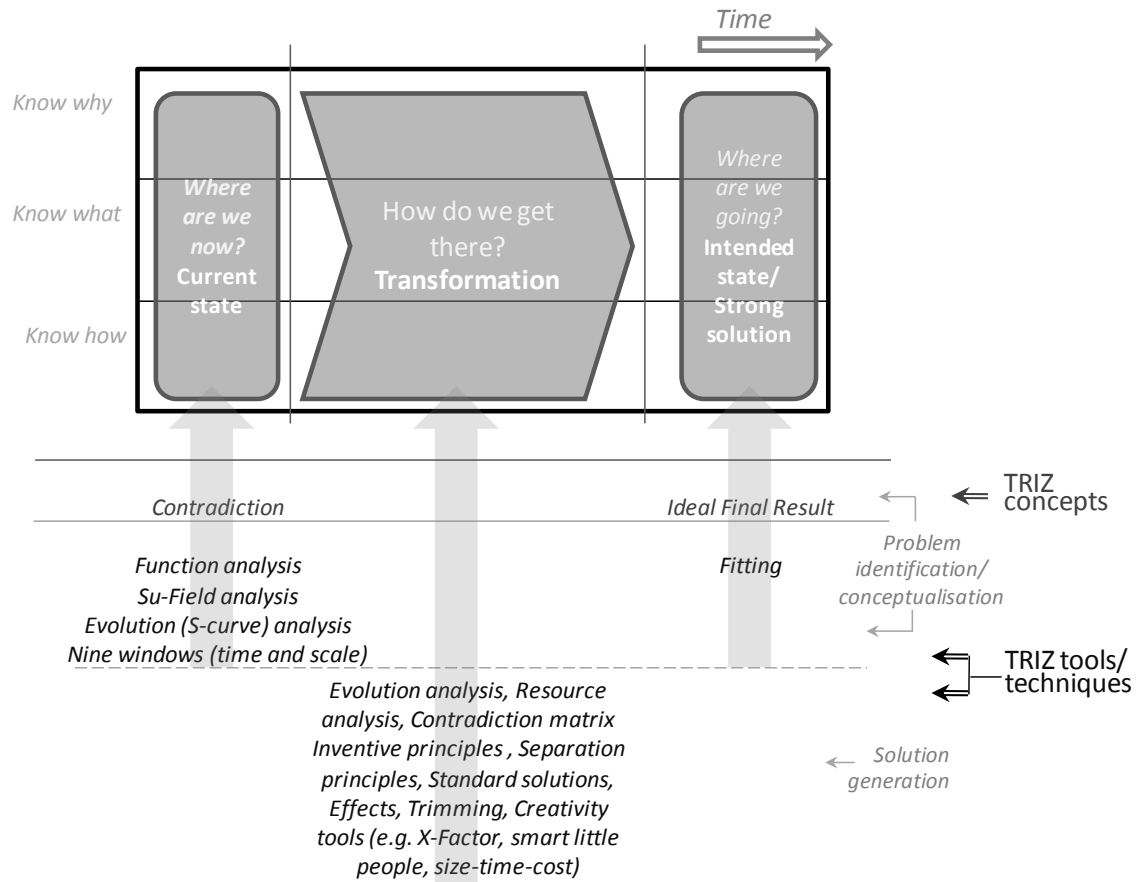 Time
Know why
Know what
Know how
Where
are we
now?
Current
state
How do we get
there?
Transformation
Where
are we
going?
Intended
state/
Strong
solution
Contradiction
Ideal Final Result
TRIZ
concepts
Function analysis
Su-Field analysis
Evolution (S-curve) analysis
Nine windows (time and scale)
Fitting
Problem
identification/
conceptualisation
TRIZ tools/
techniques
Evolution analysis, Resource
analysis, Contradiction matrix
Inventive principles , Separation
principles, Standard solutions,
Effects, Trimming, Creativity
tools (e.g. X-Factor, smart little
people, size-time-cost)
Solution
generation